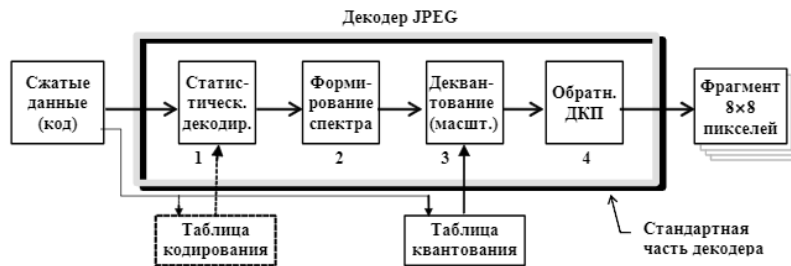 Декодер JPEG
Сжатые
данные
(код)
Статис-
тическ.
декодир.
1
Форми-
рование
спектра
2
Декван-
тование
(масшт.)
3
Обратн.
ДКП
4
Фрагмент
8×8
пикселей
Таблица
кодирования
Таблица
квантования
Стандартная
часть декодера